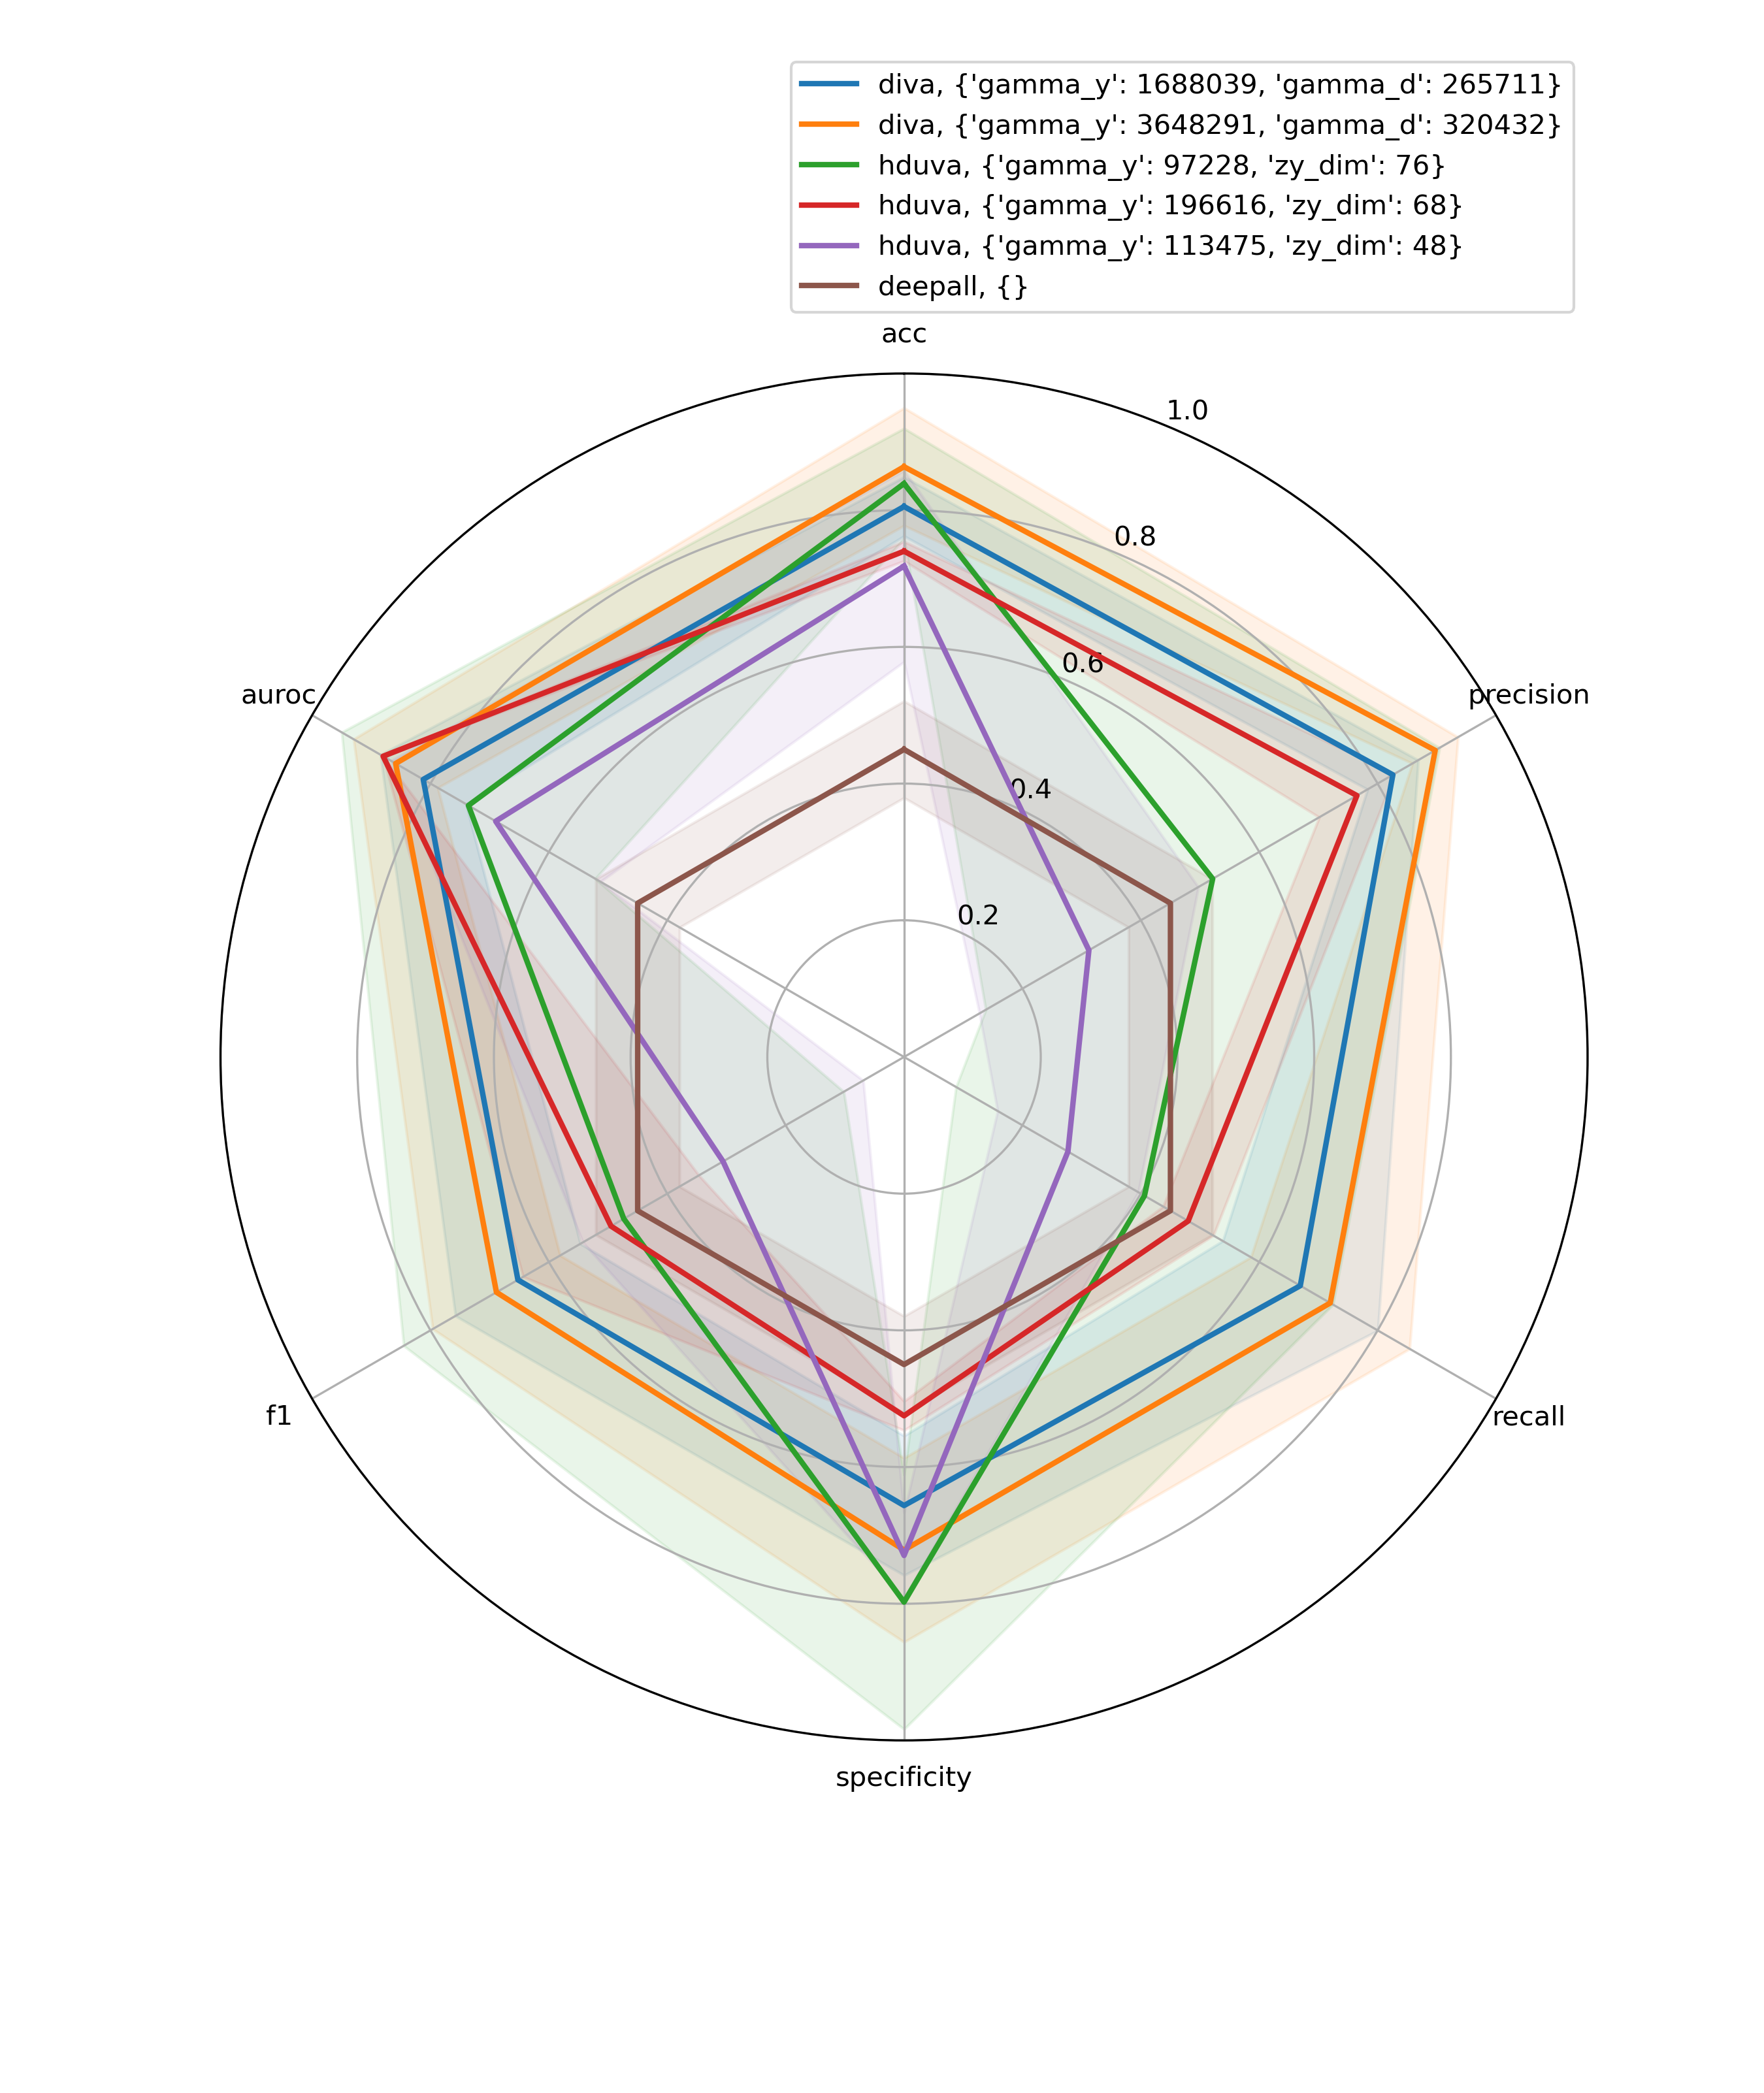 diva, {'gamma_y': 1688039, 'gamma_d': 265711}
diva, {'gamma_y': 3648291, 'gamma_d': 320432}
hduva, {'gamma_y': 97228, 'zy_dim': 76}
hduva, {'gamma_y': 196616, 'zy_dim': 68}
hduva, {'gamma_y': 113475, 'zy_dim': 48}
deepall, {}
acc
1.0
0.8
0.6
auroc
precision
0.4
0.2
f1
recall
specificity